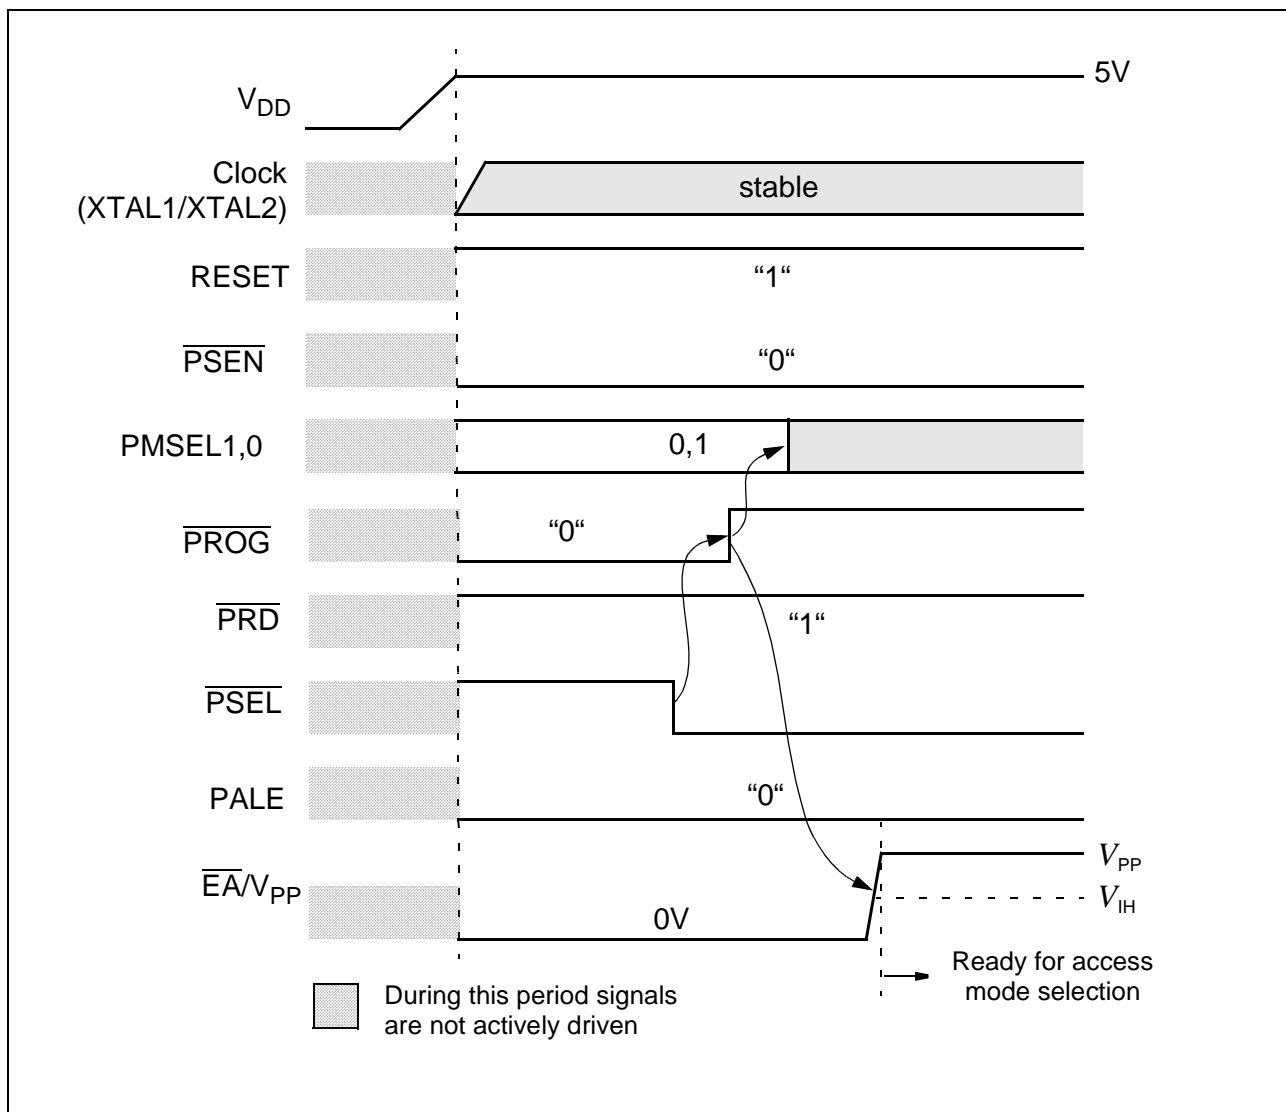 5V
VDD
Clock
(XTAL1/XTAL2)
stable
RESET
“1“
PSEN
“0“
PMSEL1,0
0,1
PROG
“0“
PRD
“1“
PSEL
PALE
“0“
EA/VPP
0V
VPP
VIH
Ready for access
mode selection
During this period signals
are not actively driven